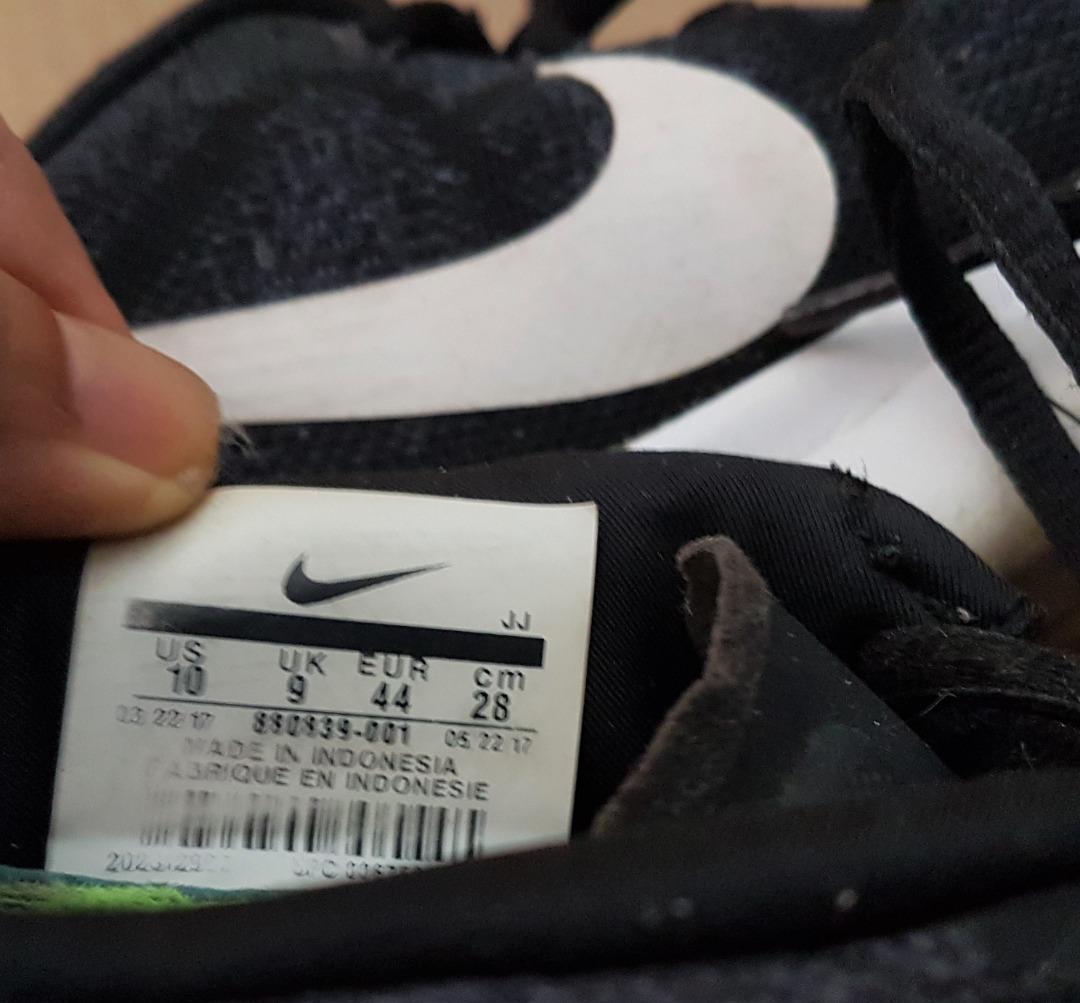 JJ
US UK EUR cm
10 9 44 28
03/22/17 880839-001 05/22/17
MADE IN INDONESIA
FABRIQUE EN INDONESIE